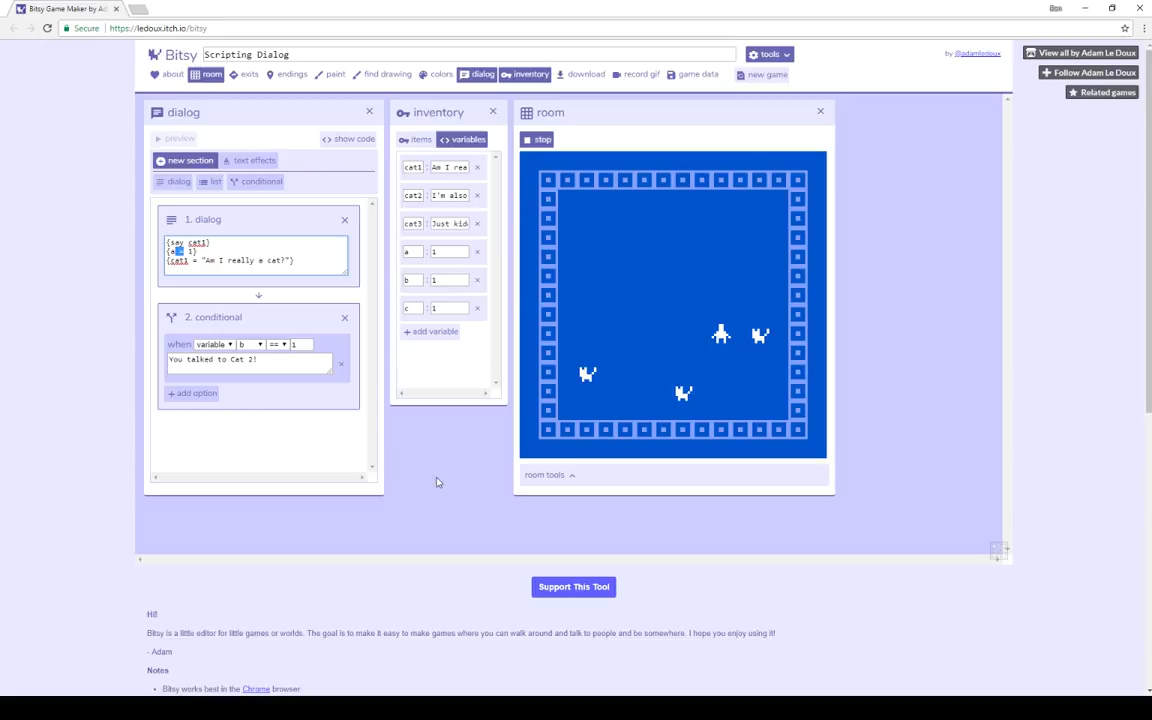 Bitsy Game Maker by Ad
Secure
https://ledoux.itch.io/bitsy
Bitsy
Scripting Dialog
tools
by @adamledoux
View all by Adam Le Doux
Follow Adam Le Doux
Related games
about
room
exits
endings
paint
find drawing
colors
dialog
inventory
download
record gif
game data
new game
dialog
preview
show code
new section
text effects
dialog
list
conditional
1. dialog
{say cat1}
{cat1 = "Am I really a cat?"}
2. conditional
when variable b == 1
You talked to Cat 2!
add option
inventory
items
variables
cat1 : Am I rea
cat2 : I'm also
cat3 : Just kid
a : 1
b : 1
c : 1
add variable
room
stop
room tools
Support This Tool
Hi!
Bitsy is a little editor for little games or worlds. The goal is to make it easy to make games where you can walk around and talk to people and be somewhere. I hope you enjoy using it!
- Adam
Notes
Bitsy works best in the Chrome browser